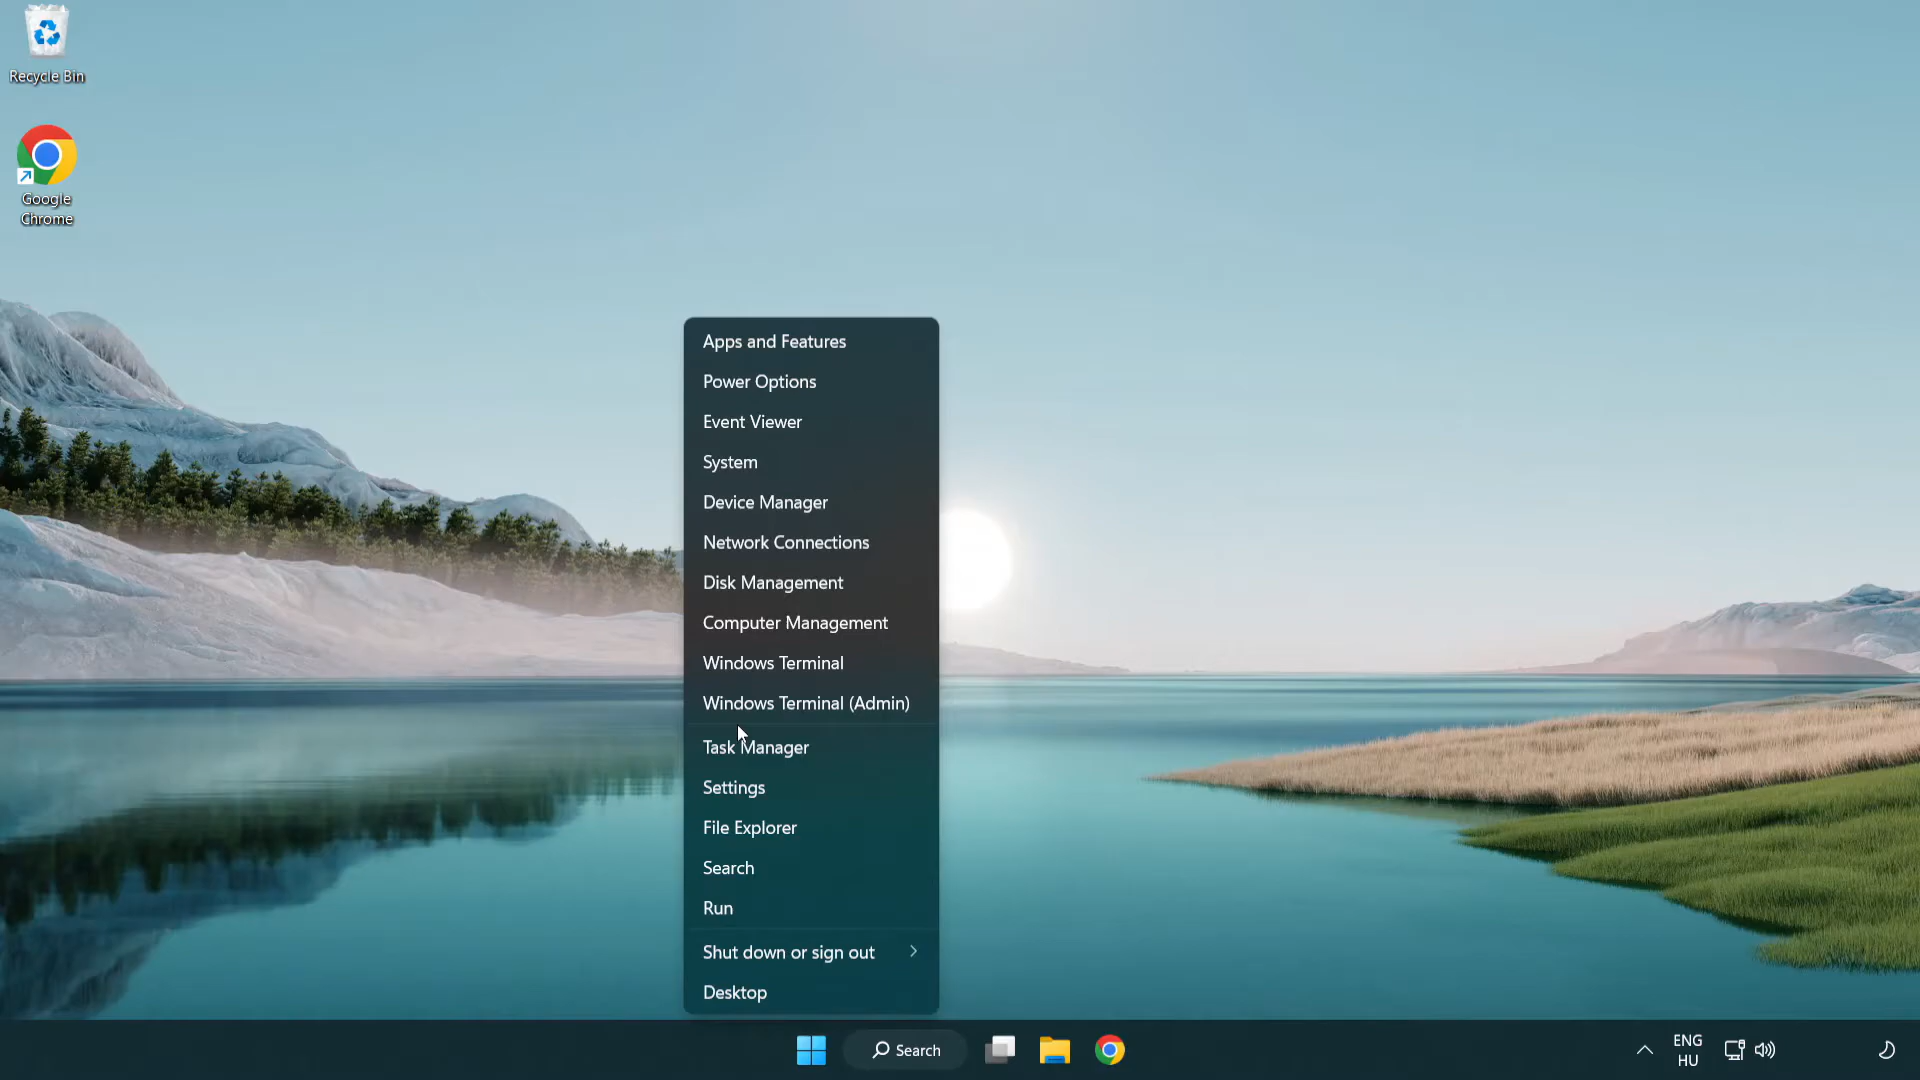 Recycle Bin
Google
Chrome
Apps and Features
Power Options
Event Viewer
System
Device Manager
Network Connections
Disk Management
Computer Management
Windows Terminal
Windows Terminal (Admin)
Task Manager
Settings
File Explorer
Search
Run
Shut down or sign out
Desktop
Search
ENG
HU